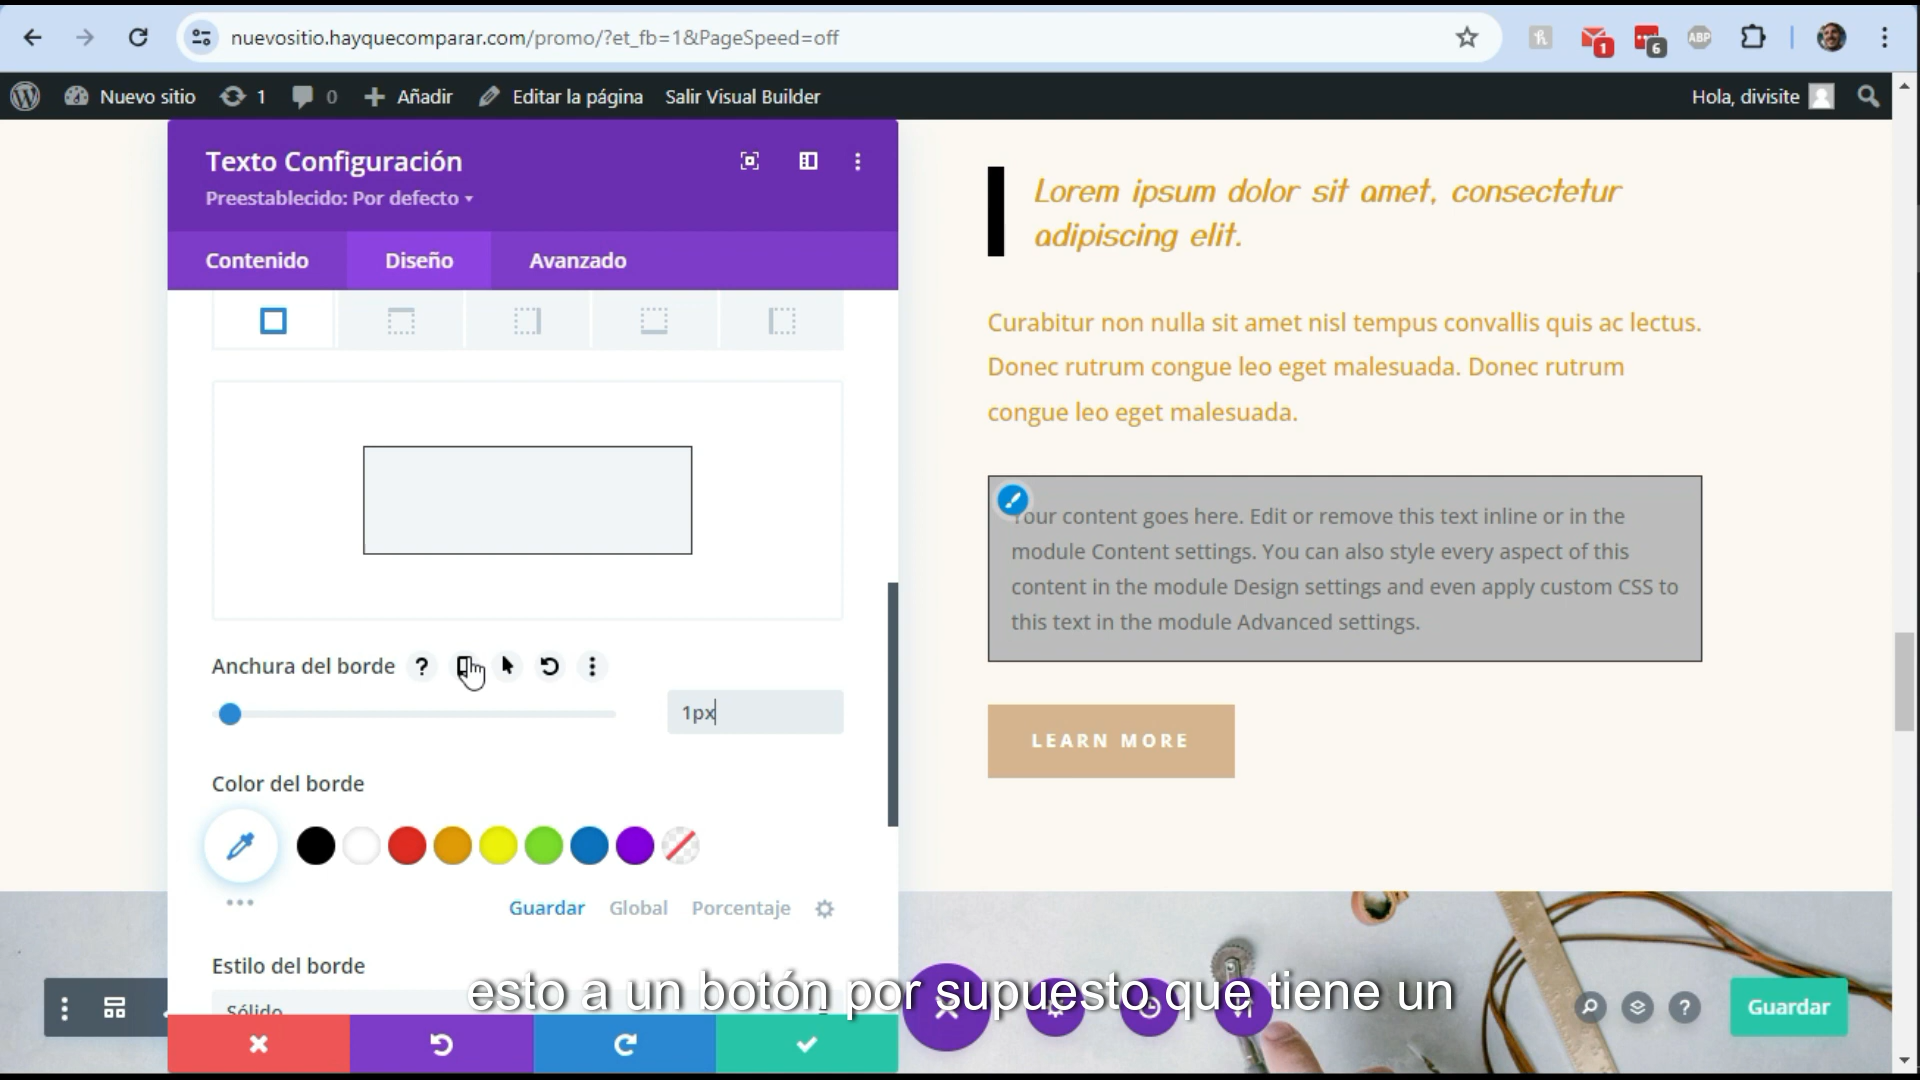 nuevositio.hayquecomparar.com/promo/?et_fb=1&PageSpeed=off
1
6
ABP
Nuevo sitio
1
0
Añadir
Editar la página
Salir Visual Builder
Hola, divisite
Texto Configuración
Preestablecido: Por defecto
Contenido
Diseño
Avanzado
Anchura del borde
?
1px
Color del borde
Guardar
Global
Porcentaje
Estilo del borde
Sólido
Lorem ipsum dolor sit amet, consectetur
adipiscing elit.
Curabitur non nulla sit amet nisl tempus convallis quis ac lectus.
Donec rutrum congue leo eget malesuada. Donec rutrum
congue leo eget malesuada.
Your content goes here. Edit or remove this text inline or in the
module Content settings. You can also style every aspect of this
content in the module Design settings and even apply custom CSS to
this text in the module Advanced settings.
LEARN MORE
esto a un botón por supuesto que tiene un
?
Guardar